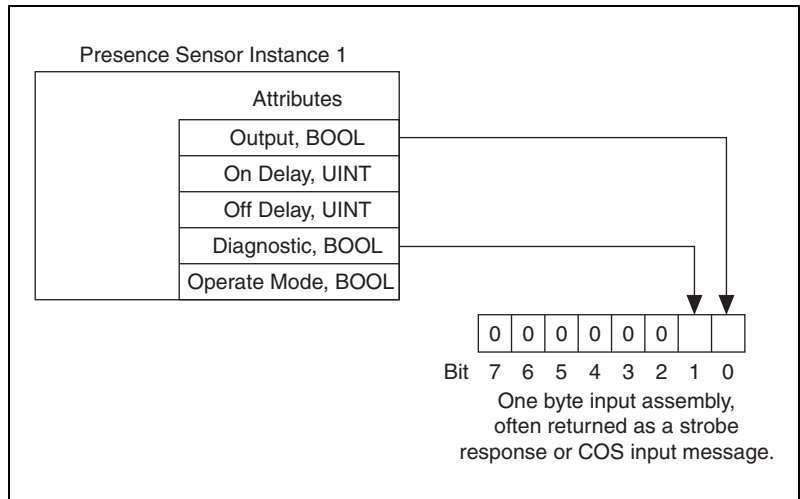 Presence Sensor Instance 1
Attributes
Output, BOOL
On Delay, UINT
Off Delay, UINT
Diagnostic, BOOL
Operate Mode, BOOL
0 0 0 0 0 0
Bit 7 6 5 4 3 2 1 0
One byte input assembly,
often returned as a strobe
response or COS input message.